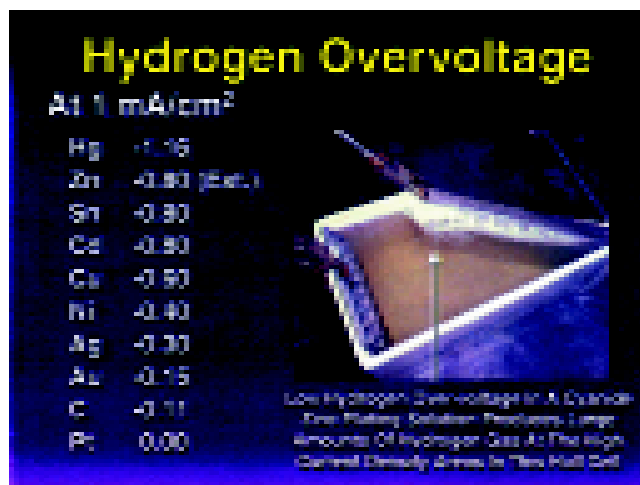 Hydrogen Overvoltage
At 1 mA/cm²
Hg -1.16
Zn -0.80 (Est.)
Sn -0.80
Cd -0.80
Cu -0.50
Ni -0.40
Ag -0.30
Au -0.15
C -0.11
Pt 0.00
Low Hydrogen Overvoltage In A Cyanide
Zinc Plating Solution Produces Large
Amounts Of Hydrogen Gas At The High
Current Density Areas In This Hull Cell